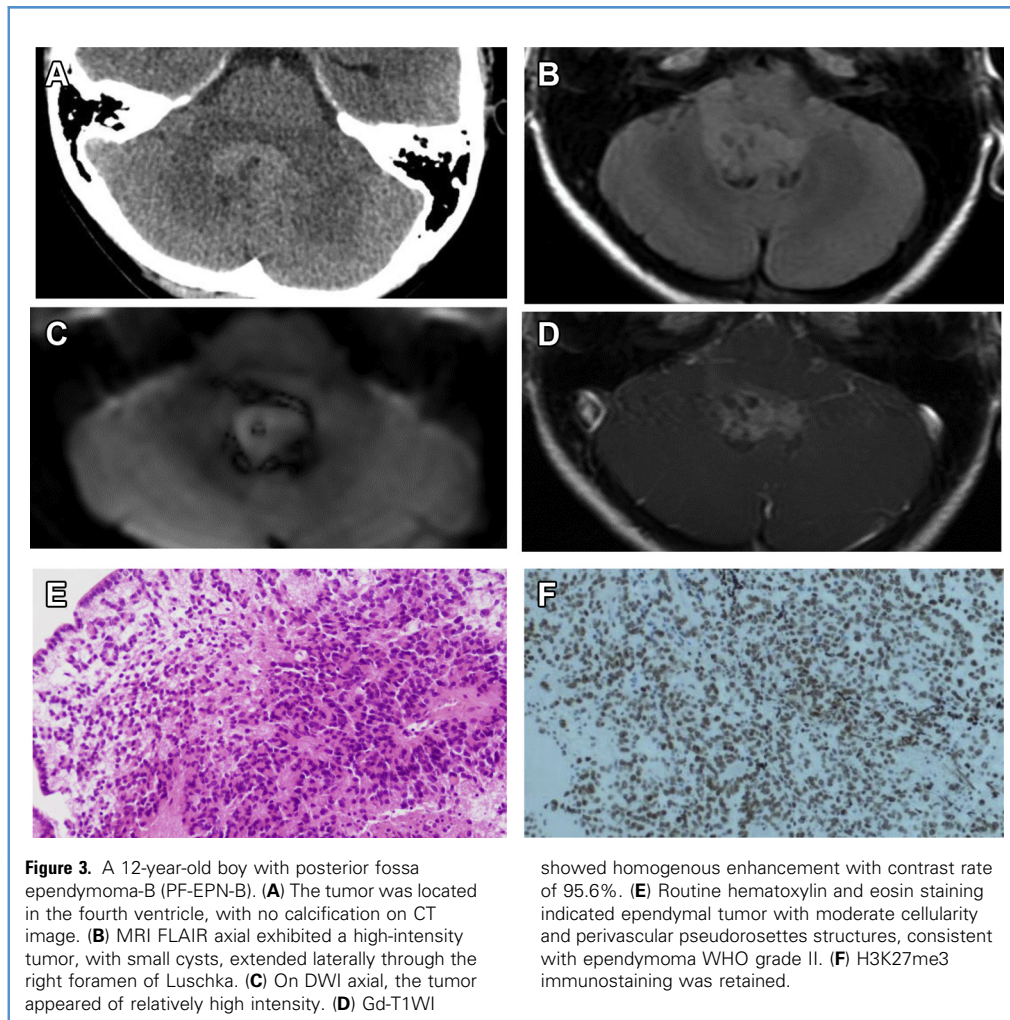 A
B
C
D
E
F
Figure 3. A 12-year-old boy with posterior fossa
ependymoma-B (PF-EPN-B). (A) The tumor was located
in the fourth ventricle, with no calcification on CT
image. (B) MRI FLAIR axial exhibited a high-intensity
tumor, with small cysts, extended laterally through the
right foramen of Luschka. (C) On DWI axial, the tumor
appeared of relatively high intensity. (D) Gd-T1WI
showed homogenous enhancement with contrast rate
of 95.6%. (E) Routine hematoxylin and eosin staining
indicated ependymal tumor with moderate cellularity
and perivascular pseudorosettes structures, consistent
with ependymoma WHO grade II. (F) H3K27me3
immunostaining was retained.